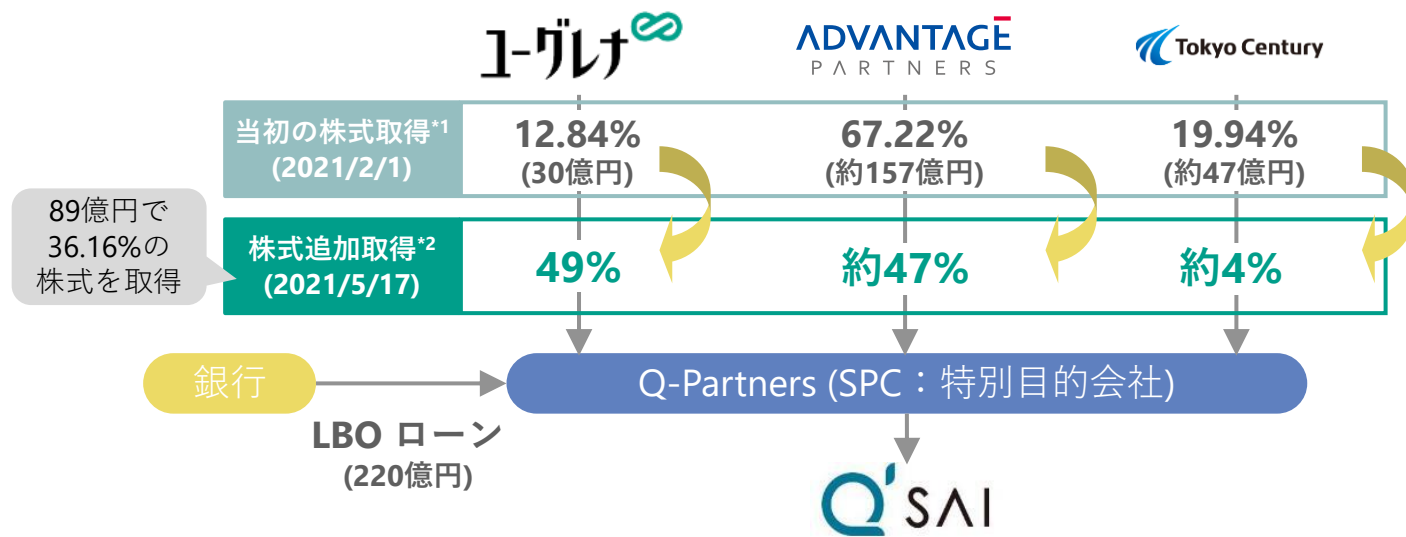 ユーグレナ
ADVANTAGE
PARTNERS
Tokyo Century
当初の株式取得*1
(2021/2/1)
12.84%
(30億円)
67.22%
(約157億円)
19.94%
(約47億円)
89億円で
36.16%の
株式を取得
株式追加取得*2
(2021/5/17)
49%
約47%
約4%
銀行
Q-Partners (SPC：特別目的会社)
LBO ローン
(220億円)
Q'SAI